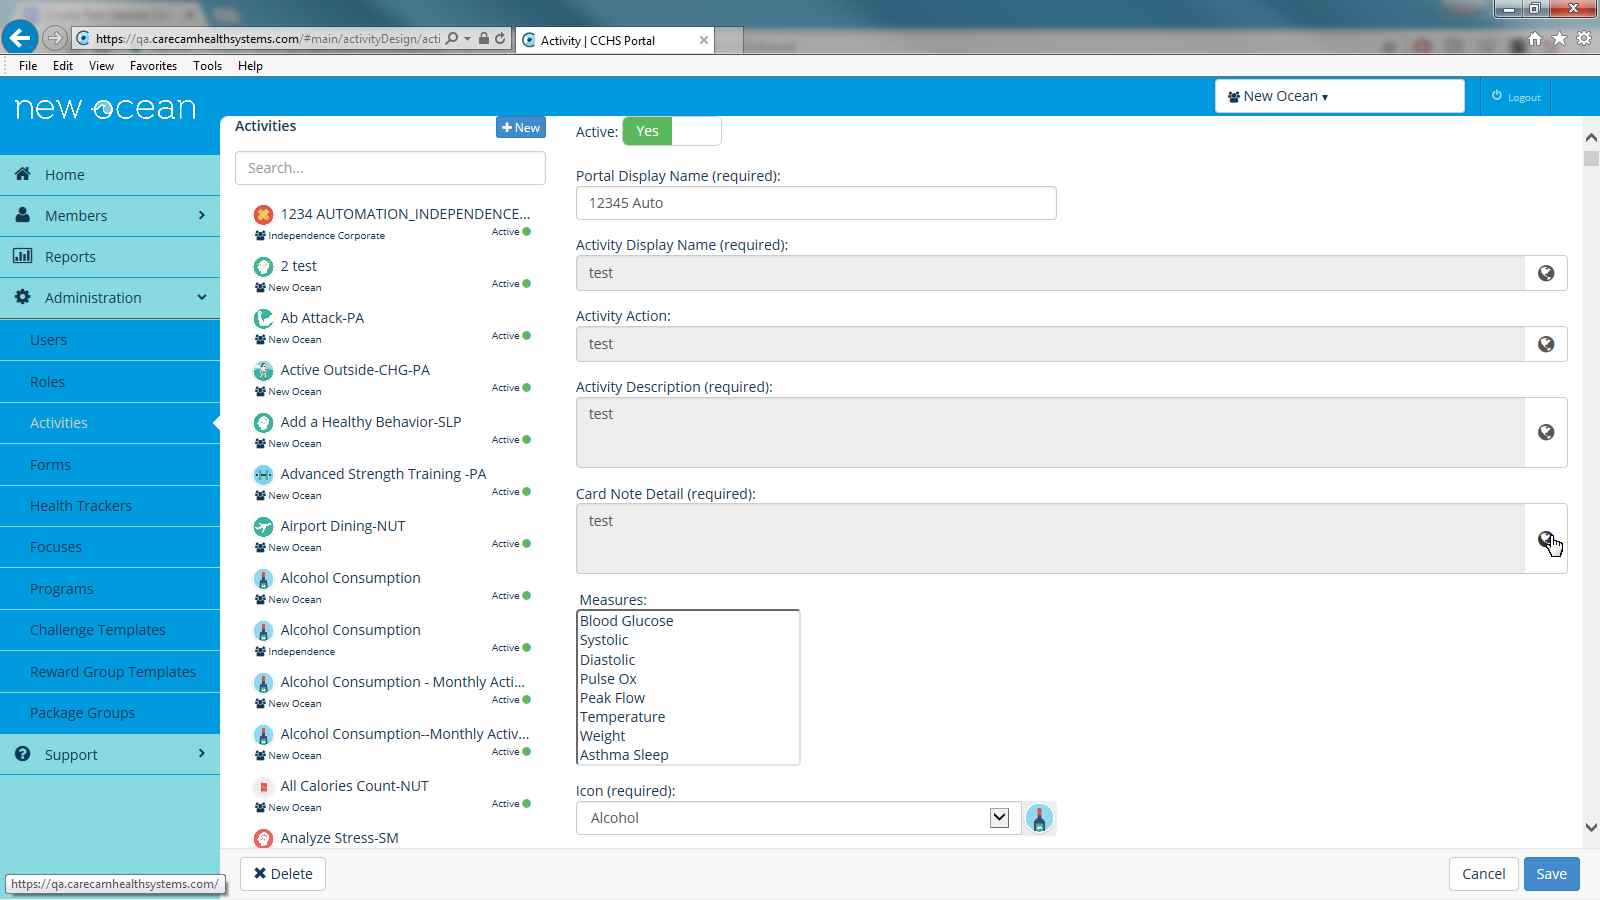 https://qa.carecamhealthsystems.com/#main/activityDesign/acti
Activity | CCHS Portal
File Edit View Favorites Tools Help
new ocean
New Ocean
Logout
Home
Members
Reports
Administration
Users
Roles
Activities
Forms
Health Trackers
Focuses
Programs
Challenge Templates
Reward Group Templates
Package Groups
Support
https://qa.carecamhealthsystems.com/
Activities
+ New
Search...
1234 AUTOMATION_INDEPENDENCE...
Independence Corporate Active
2 test
New Ocean Active
Ab Attack-PA
New Ocean Active
Active Outside-CHG-PA
New Ocean Active
Add a Healthy Behavior-SLP
New Ocean Active
Advanced Strength Training -PA
New Ocean Active
Airport Dining-NUT
New Ocean Active
Alcohol Consumption
New Ocean Active
Alcohol Consumption
Independence Active
Alcohol Consumption - Monthly Acti...
New Ocean Active
Alcohol Consumption--Monthly Activ...
New Ocean Active
All Calories Count-NUT
New Ocean Active
Analyze Stress-SM
Active: Yes
Portal Display Name (required):
12345 Auto
Activity Display Name (required):
test
Activity Action:
test
Activity Description (required):
test
Card Note Detail (required):
test
Measures:
Blood Glucose
Systolic
Diastolic
Pulse Ox
Peak Flow
Temperature
Weight
Asthma Sleep
Icon (required):
Alcohol
Delete
Cancel
Save